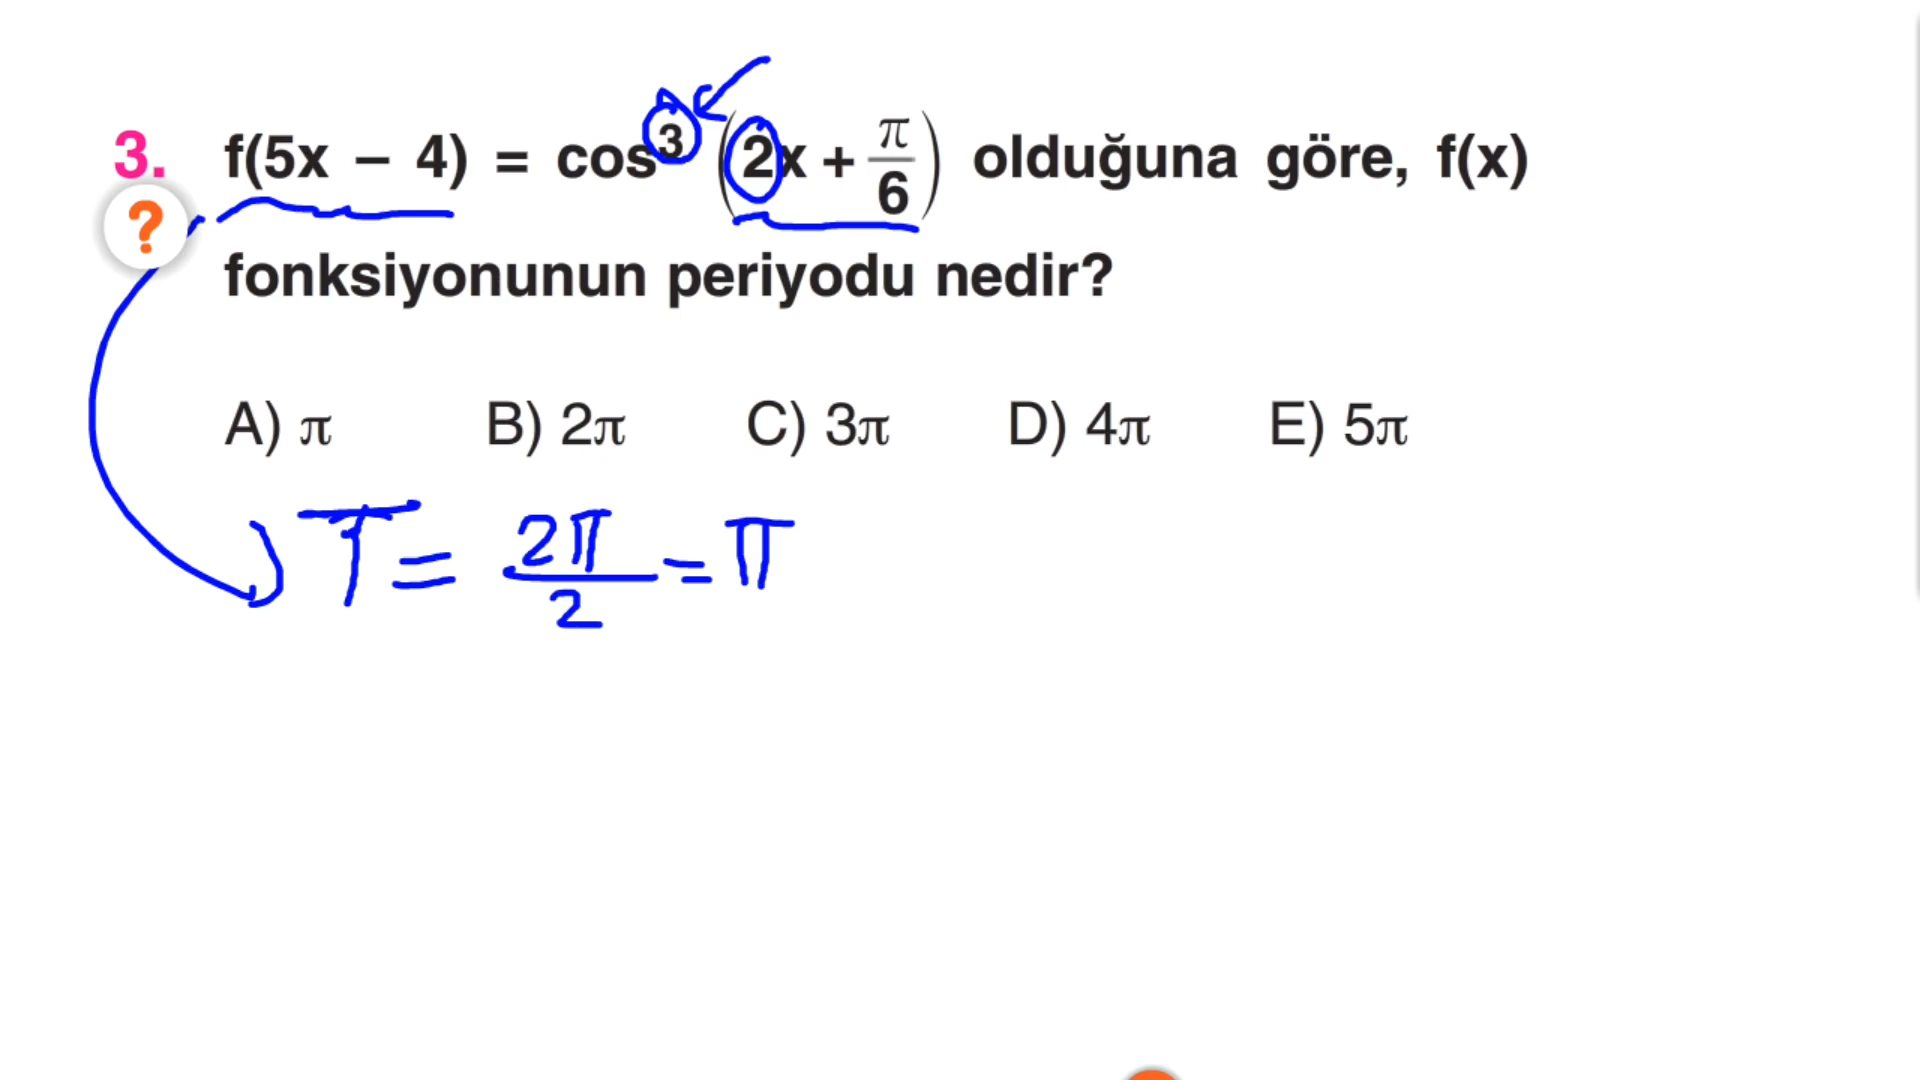 3. f(5x – 4) = cos³ (2x + π/6) olduğuna göre, f(x)
?
fonksiyonunun periyodu nedir?
A) π B) 2π C) 3π D) 4π E) 5π
T = 2π/2 = π